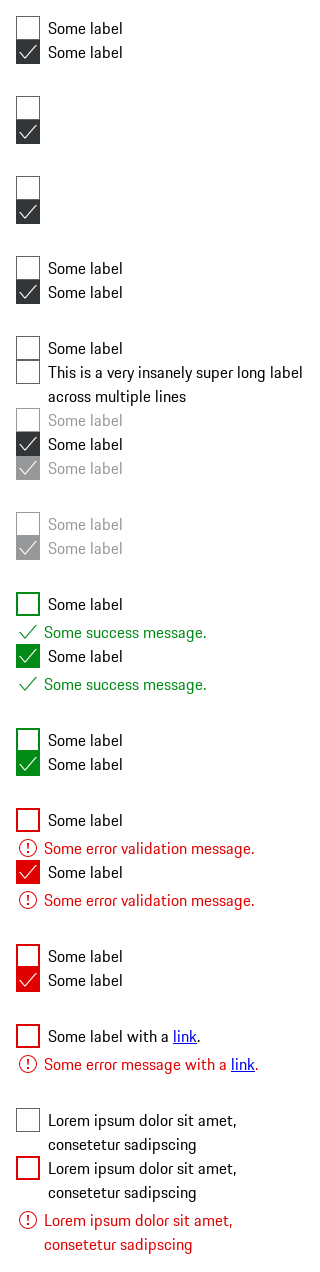 Some label
Some label
Some label
Some label
Some label
This is a very insanely super long label
across multiple lines
Some label
Some label
Some label
Some label
Some label
Some label
Some success message.
Some label
Some success message.
Some label
Some label
Some label
Some error validation message.
Some label
Some error validation message.
Some label
Some label
Some label with a link.
Some error message with a link.
Lorem ipsum dolor sit amet,
consetetur sadipscing
Lorem ipsum dolor sit amet,
consetetur sadipscing
Lorem ipsum dolor sit amet,
consetetur sadipscing